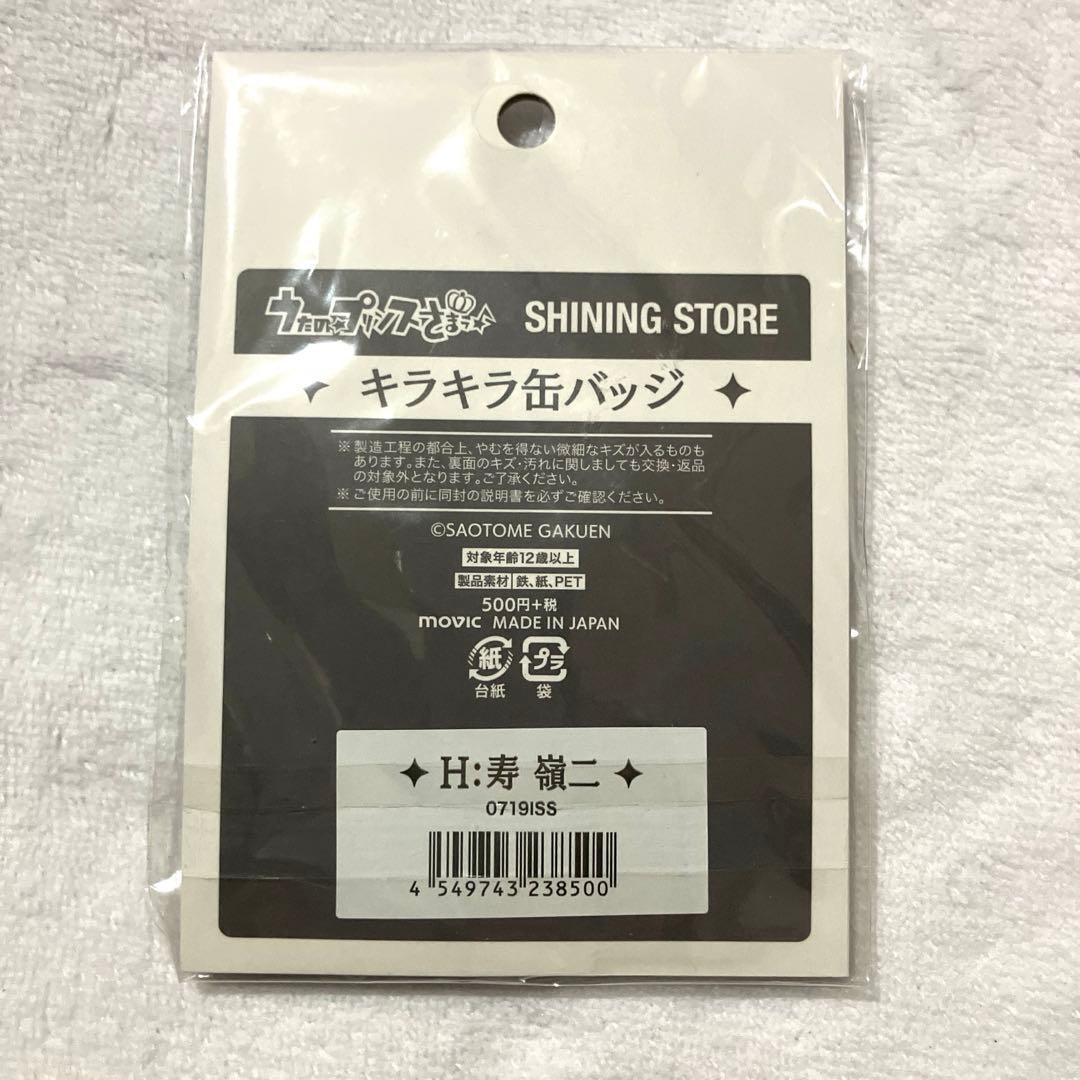 うたの☆プリンスさまっ♪ SHINING STORE
✦ キラキラ缶バッジ ✦
※製造工程の都合上、やむを得ない微細なキズが入るものも
あります。また、裏面のキズ・汚れに関しましても交換・返品
の対象外となります。ご了承ください。
※ご使用の前に同封の説明書を必ずご確認ください。
©SAOTOME GAKUEN
対象年齢12歳以上
製品素材 鉄、紙、PET
500円+税
movic MADE IN JAPAN
紙 プラ
台紙 袋
✦ H:寿 嶺二 ✦
0719ISS
4 549743 238500